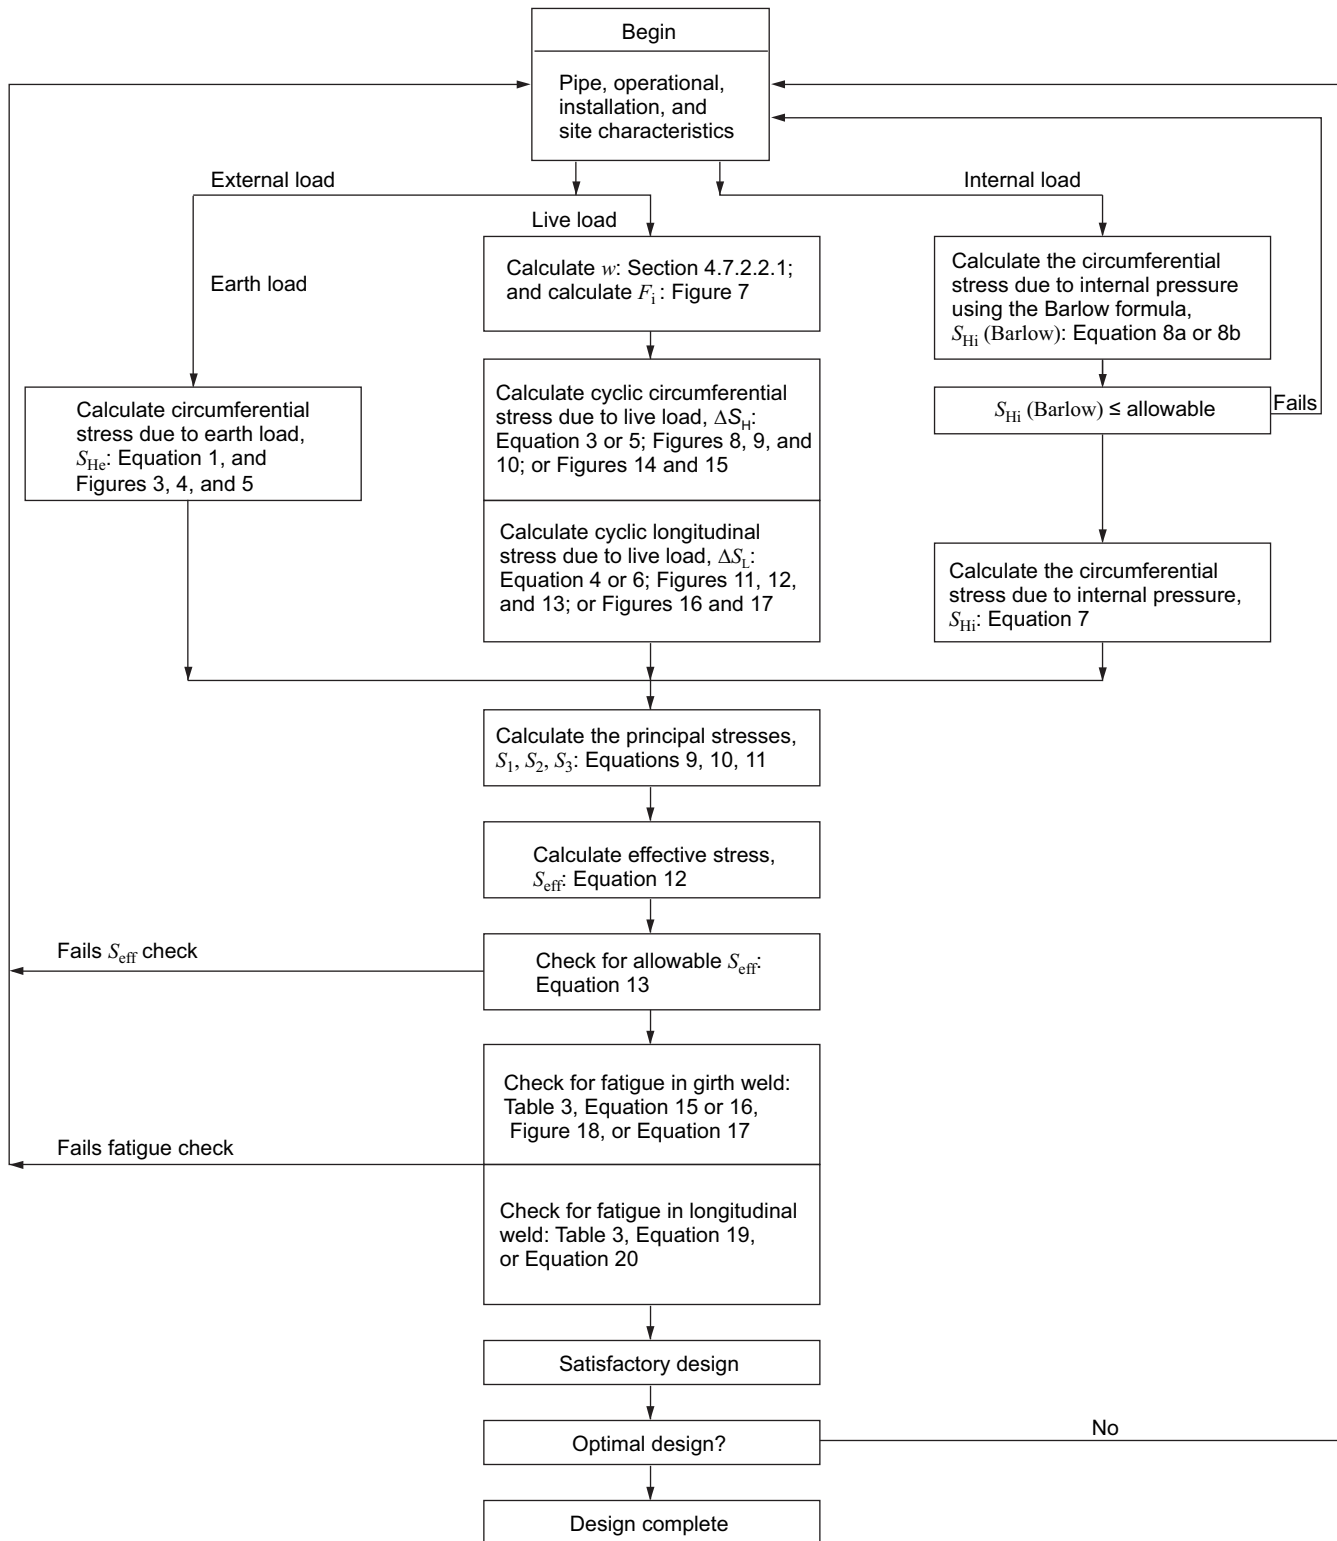 Begin
Pipe, operational,
installation, and
site characteristics
External load
Internal load
Live load
Earth load
Calculate w: Section 4.7.2.2.1;
and calculate Fi : Figure 7
Calculate the circumferential
stress due to internal pressure
using the Barlow formula,
SHi (Barlow): Equation 8a or 8b
Calculate circumferential
stress due to earth load,
SHe: Equation 1, and
Figures 3, 4, and 5
Calculate cyclic circumferential
stress due to live load, ΔSH:
Equation 3 or 5; Figures 8, 9, and
10; or Figures 14 and 15
SHi (Barlow) ≤ allowable
Fails
Calculate cyclic longitudinal
stress due to live load, ΔSL:
Equation 4 or 6; Figures 11, 12,
and 13; or Figures 16 and 17
Calculate the circumferential
stress due to internal pressure,
SHi: Equation 7
Calculate the principal stresses,
S1, S2, S3: Equations 9, 10, 11
Calculate effective stress,
Seff: Equation 12
Fails Seff check
Check for allowable Seff:
Equation 13
Check for fatigue in girth weld:
Table 3, Equation 15 or 16,
Figure 18, or Equation 17
Fails fatigue check
Check for fatigue in longitudinal
weld: Table 3, Equation 19,
or Equation 20
Satisfactory design
Optimal design?
No
Design complete